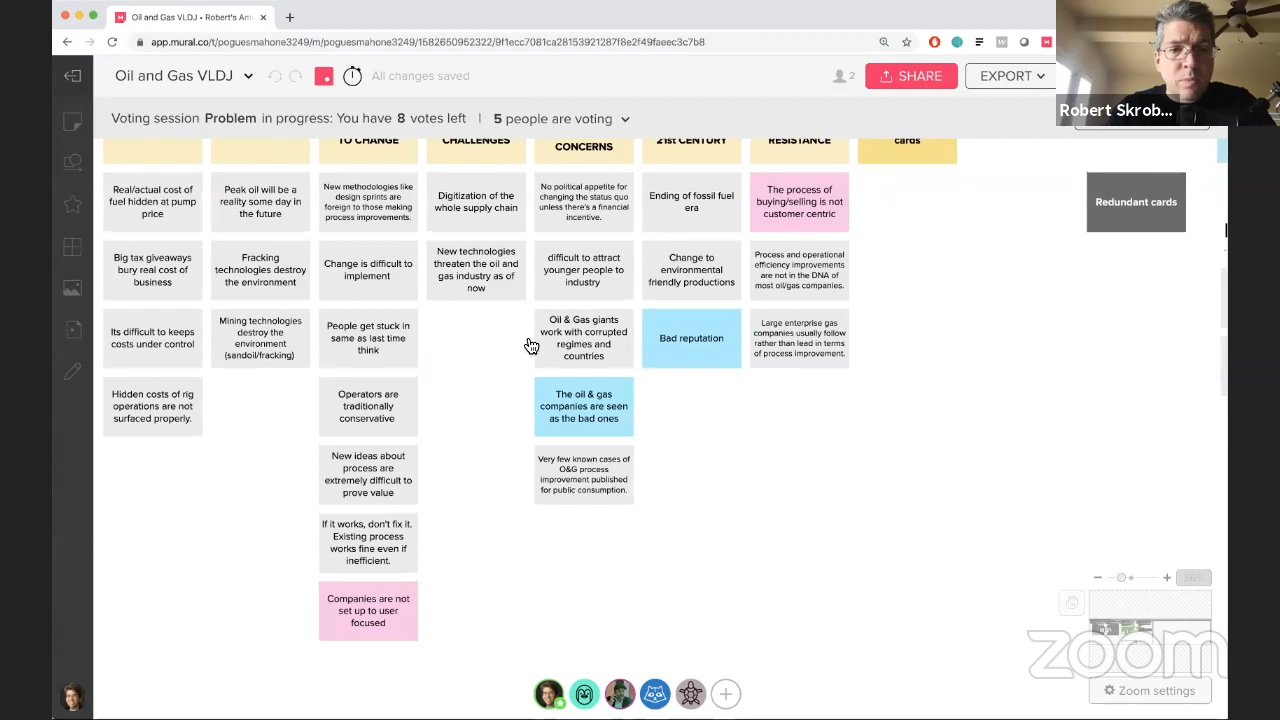 Oil and Gas VLDJ • Robert's Am
app.mural.co/t/poguesmahone3249/m/poguesmahone3249/1582650952322/9f1ecc7081ca28153921287f8e2f49faeec3c7b8
Robert Skrob...
Oil and Gas VLDJ
All changes saved
2
SHARE
EXPORT
Voting session Problem in progress: You have 8 votes left
5 people are voting
TO CHANGE
CHALLENGES
CONCERNS
21st CENTURY
RESISTANCE
cards
Real/actual cost of
fuel hidden at pump
price
Big tax giveaways
bury real cost of
business
Its difficult to keeps
costs under control
Hidden costs of rig
operations are not
surfaced properly.
Peak oil will be a
reality some day in
the future
Fracking
technologies destroy
the environment
Mining technologies
destroy the
environment
(sandoil/fracking)
New methodologies like
design sprints are
foreign to those making
process improvements.
Change is difficult to
implement
People get stuck in
same as last time
think
Operators are
traditionally
conservative
New ideas about
process are
extremely difficult to
prove value
If it works, don't fix it.
Existing process
works fine even if
inefficient.
Companies are not
set up to user
focused
Digitization of the
whole supply chain
New technologies
threaten the oil and
gas industry as of
now
No political appetite for
changing the status quo
unless there's a financial
incentive.
difficult to attract
younger people to
industry
Oil & Gas giants
work with corrupted
regimes and
countries
The oil & gas
companies are seen
as the bad ones
Very few known cases of
O&G process
improvement published
for public consumption.
Ending of fossil fuel
era
Change to
environmental
friendly productions
Bad reputation
The process of
buying/selling is not
customer centric
Process and operational
efficiency improvements
are not in the DNA of
most oil/gas companies.
Large enterprise gas
companies usually follow
rather than lead in terms
of process improvement.
Redundant cards
zoom
Zoom settings